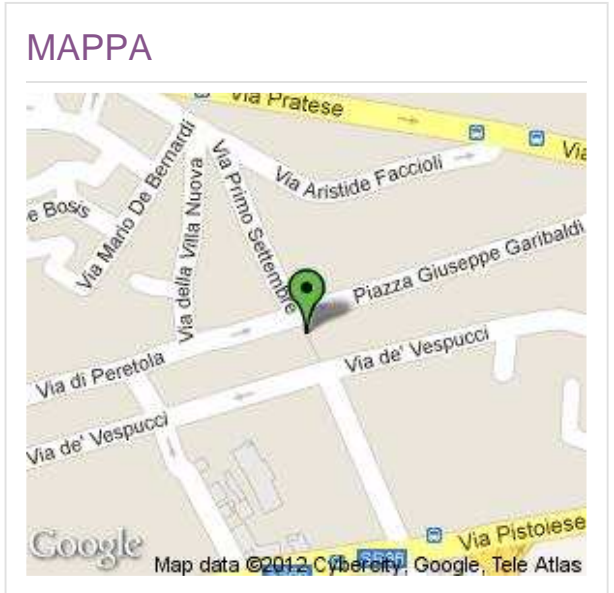 MAPPA
Via Pratese
Via
Via Aristide Faccioli
Via Mario De Bernardi
Via della Villa Nuova
Via Primo Settembre
e Bosis
Piazza Giuseppe Garibaldi
Via di Peretola
Via de' Vespucci
Via de' Vespucci
Via Pistoiese
Google
Map data ©2012 Cybercity, Google, Tele Atlas